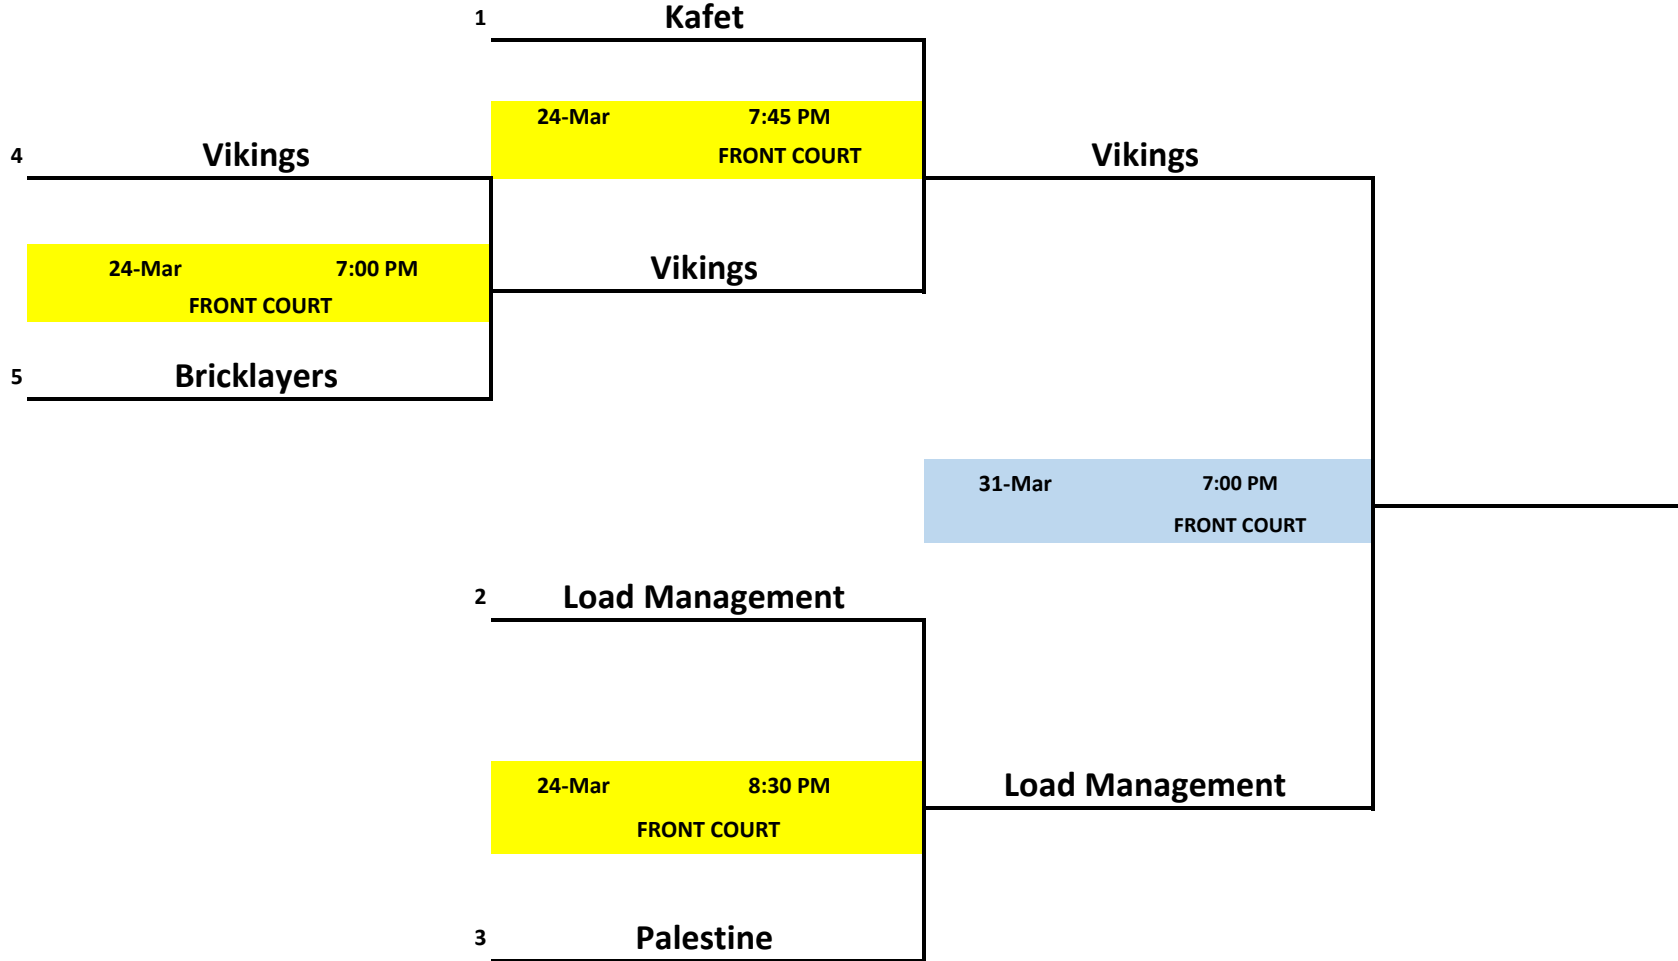 1 Kafet
24-Mar 7:45 PM
4 Vikings
FRONT COURT
Vikings
24-Mar 7:00 PM
Vikings
FRONT COURT
5 Bricklayers
31-Mar 7:00 PM
FRONT COURT
2 Load Management
24-Mar 8:30 PM
Load Management
FRONT COURT
3 Palestine